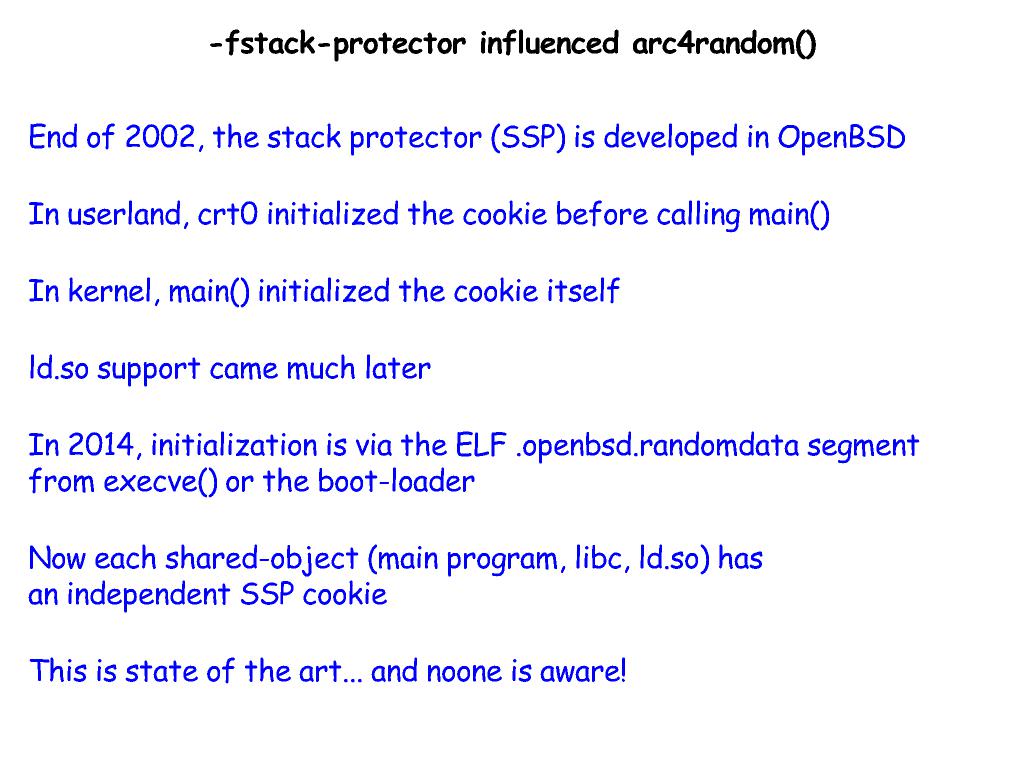 -fstack-protector influenced arc4random()
End of 2002, the stack protector (SSP) is developed in OpenBSD
In userland, crt0 initialized the cookie before calling main()
In kernel, main() initialized the cookie itself
ld.so support came much later
In 2014, initialization is via the ELF .openbsd.randomdata segment
from execve() or the boot-loader
Now each shared-object (main program, libc, ld.so) has
an independent SSP cookie
This is state of the art... and noone is aware!